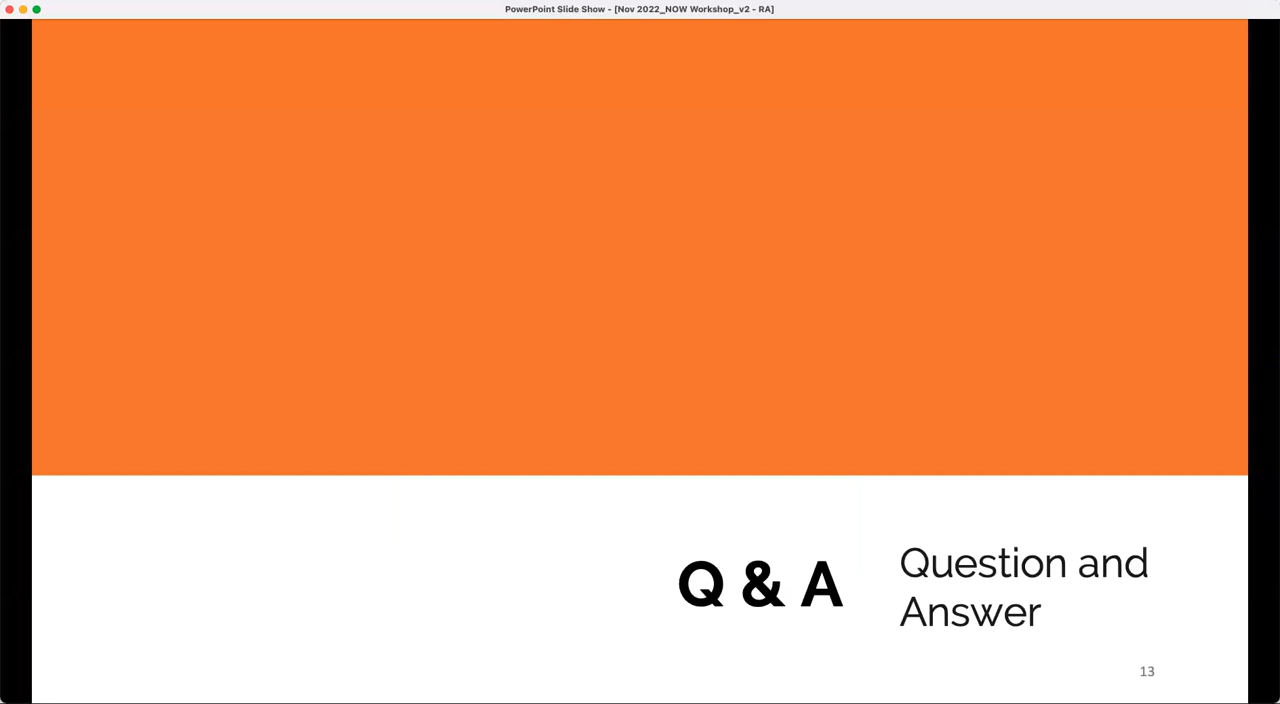 PowerPoint Slide Show - [Nov 2022_NOW Workshop_v2 - RA]
Q & A
Question and
Answer
13